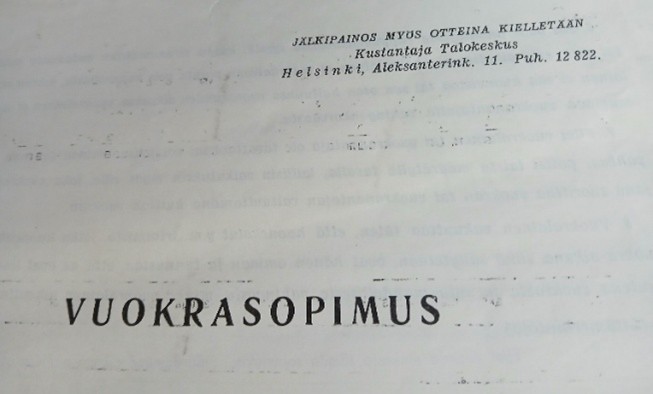 JÄLKIPAINOS MYÖS OTTEINA KIELLETÄÄN
Kustantaja Talokeskus
Helsinki, Aleksanterink. 11. Puh. 12 822.
VUOKRASOPIMUS